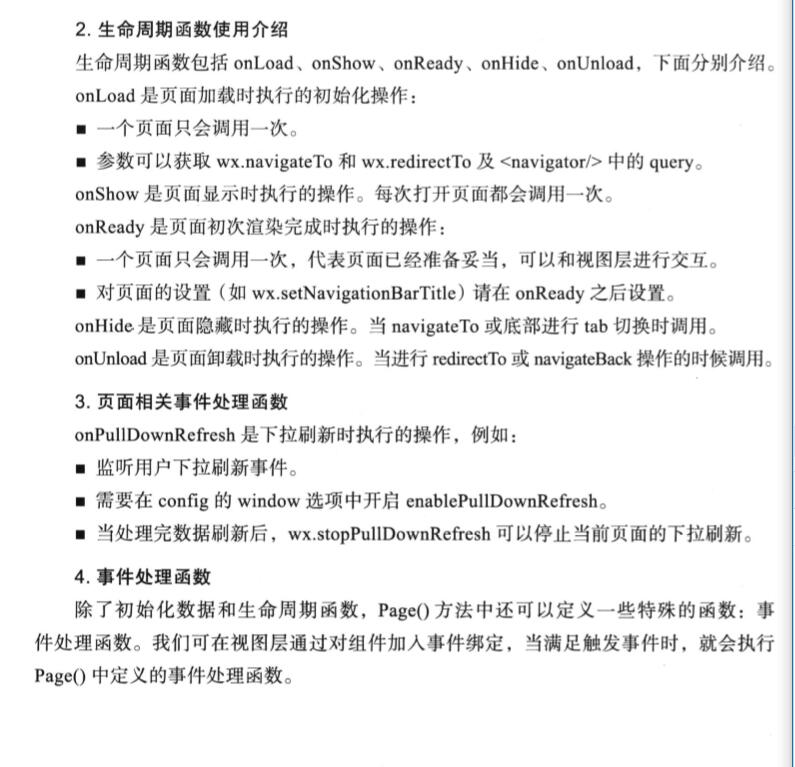 2. 生命周期函数使用介绍
生命周期函数包括 onLoad、onShow、onReady、onHide、onUnload，下面分别介绍。
onLoad 是页面加载时执行的初始化操作：
■ 一个页面只会调用一次。
■ 参数可以获取 wx.navigateTo 和 wx.redirectTo 及 <navigator/> 中的 query。
onShow 是页面显示时执行的操作。每次打开页面都会调用一次。
onReady 是页面初次渲染完成时执行的操作：
■ 一个页面只会调用一次，代表页面已经准备妥当，可以和视图层进行交互。
■ 对页面的设置（如 wx.setNavigationBarTitle）请在 onReady 之后设置。
onHide 是页面隐藏时执行的操作。当 navigateTo 或底部进行 tab 切换时调用。
onUnload 是页面卸载时执行的操作。当进行 redirectTo 或 navigateBack 操作的时候调用。
3. 页面相关事件处理函数
onPullDownRefresh 是下拉刷新时执行的操作，例如：
■ 监听用户下拉刷新事件。
■ 需要在 config 的 window 选项中开启 enablePullDownRefresh。
■ 当处理完数据刷新后，wx.stopPullDownRefresh 可以停止当前页面的下拉刷新。
4. 事件处理函数
除了初始化数据和生命周期函数，Page() 方法中还可以定义一些特殊的函数：事
件处理函数。我们可在视图层通过对组件加入事件绑定，当满足触发事件时，就会执行
Page() 中定义的事件处理函数。